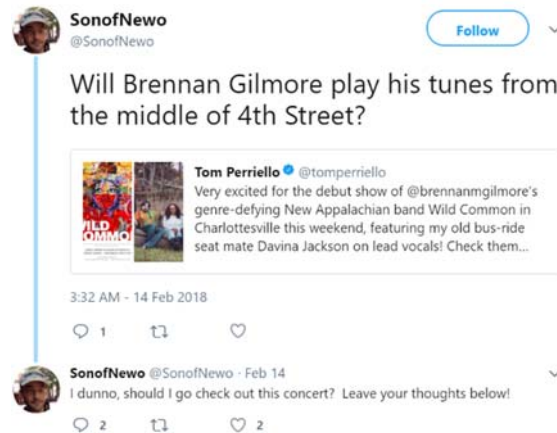 SonofNewo
@SonofNewo
Follow
Will Brennan Gilmore play his tunes from
the middle of 4th Street?
WILD
COMMO
Tom Perriello @tomperriello
Very excited for the debut show of @brennanmgilmore's
genre-defying New Appalachian band Wild Common in
Charlottesville this weekend, featuring my old bus-ride
seat mate Davina Jackson on lead vocals! Check them...
3:32 AM - 14 Feb 2018
1
SonofNewo @SonofNewo · Feb 14
I dunno, should I go check out this concert? Leave your thoughts below!
2 2